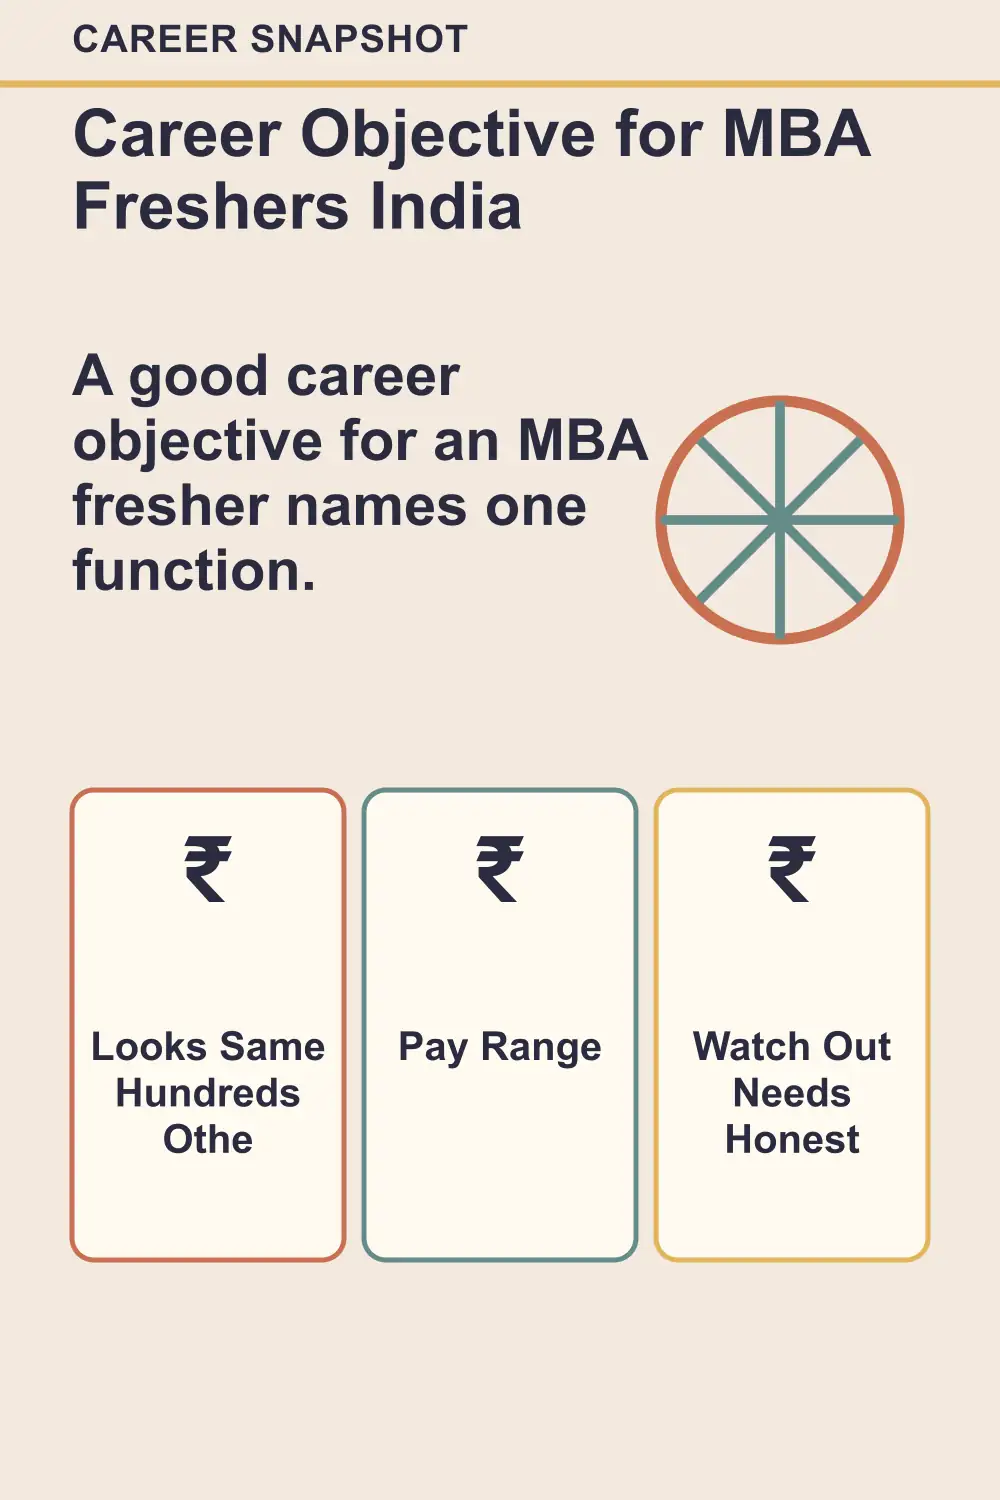 CAREER SNAPSHOT
Career Objective for MBA
Freshers India
A good career
objective for an MBA
fresher names one
function.
₹
Looks Same
Hundreds
Othe
₹
Pay Range
₹
Watch Out
Needs
Honest